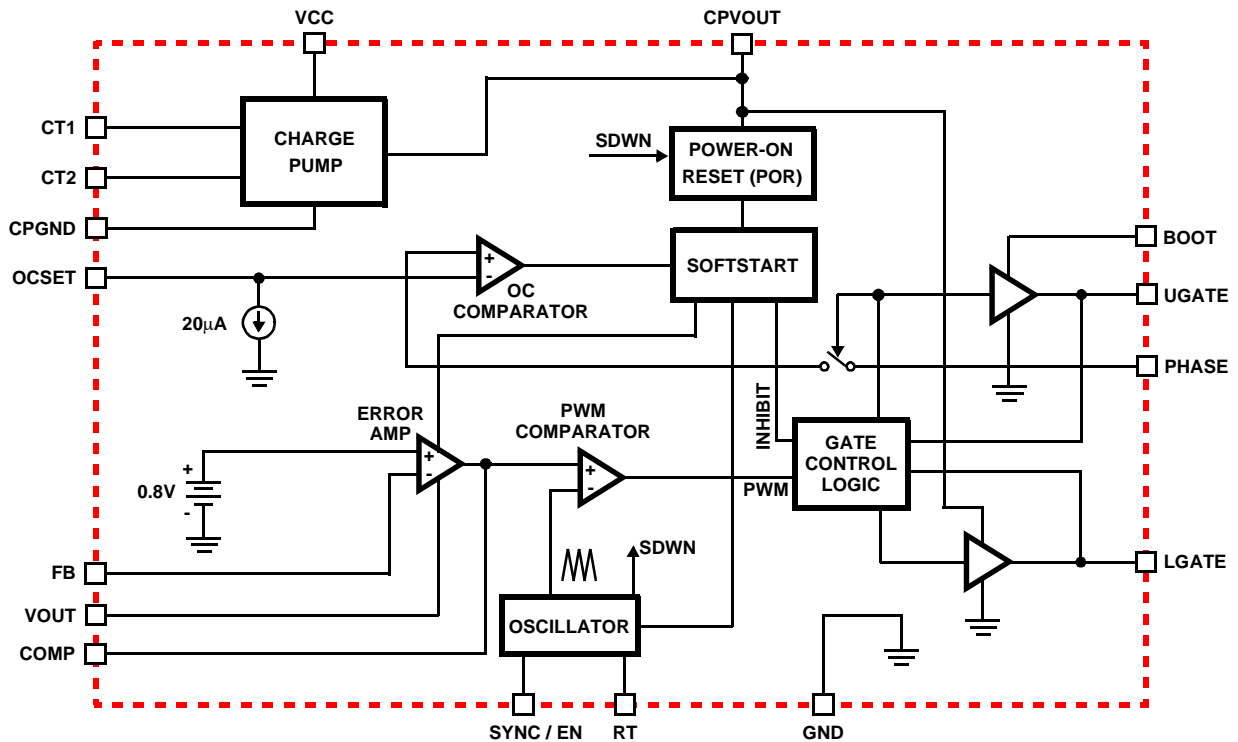 VCC
CPVOUT
CT1
CHARGE
PUMP
SDWN
POWER-ON
RESET (POR)
CT2
CPGND
BOOT
OCSET
+
-
OC
COMPARATOR
SOFTSTART
UGATE
20μA
PHASE
INHIBIT
ERROR
AMP
PWM
COMPARATOR
GATE
CONTROL
LOGIC
+
0.8V
-
+
-
+
-
PWM
SDWN
FB
LGATE
VOUT
OSCILLATOR
COMP
SYNC / EN
RT
GND